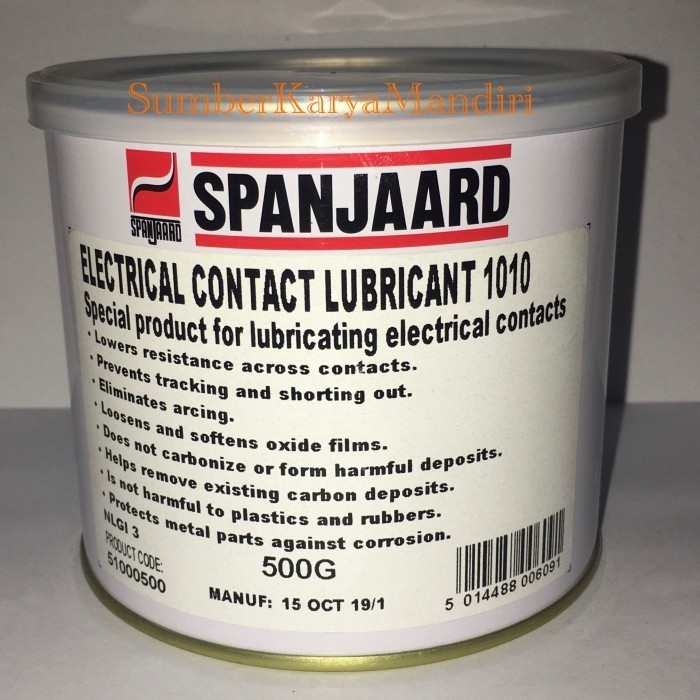 SumberKaryaMandiri
SPANJAARD
SPANJAARD
ELECTRICAL CONTACT LUBRICANT 1010
Special product for lubricating electrical contacts
· Lowers resistance across contacts.
· Prevents tracking and shorting out.
· Eliminates arcing.
· Loosens and softens oxide films.
· Does not carbonize or form harmful deposits.
· Helps remove existing carbon deposits.
· Is not harmful to plastics and rubbers.
· Protects metal parts against corrosion.
NLGI 3
PRODUCT CODE:
51000500
500G
MANUF: 15 OCT 19/1
5 014488 006091